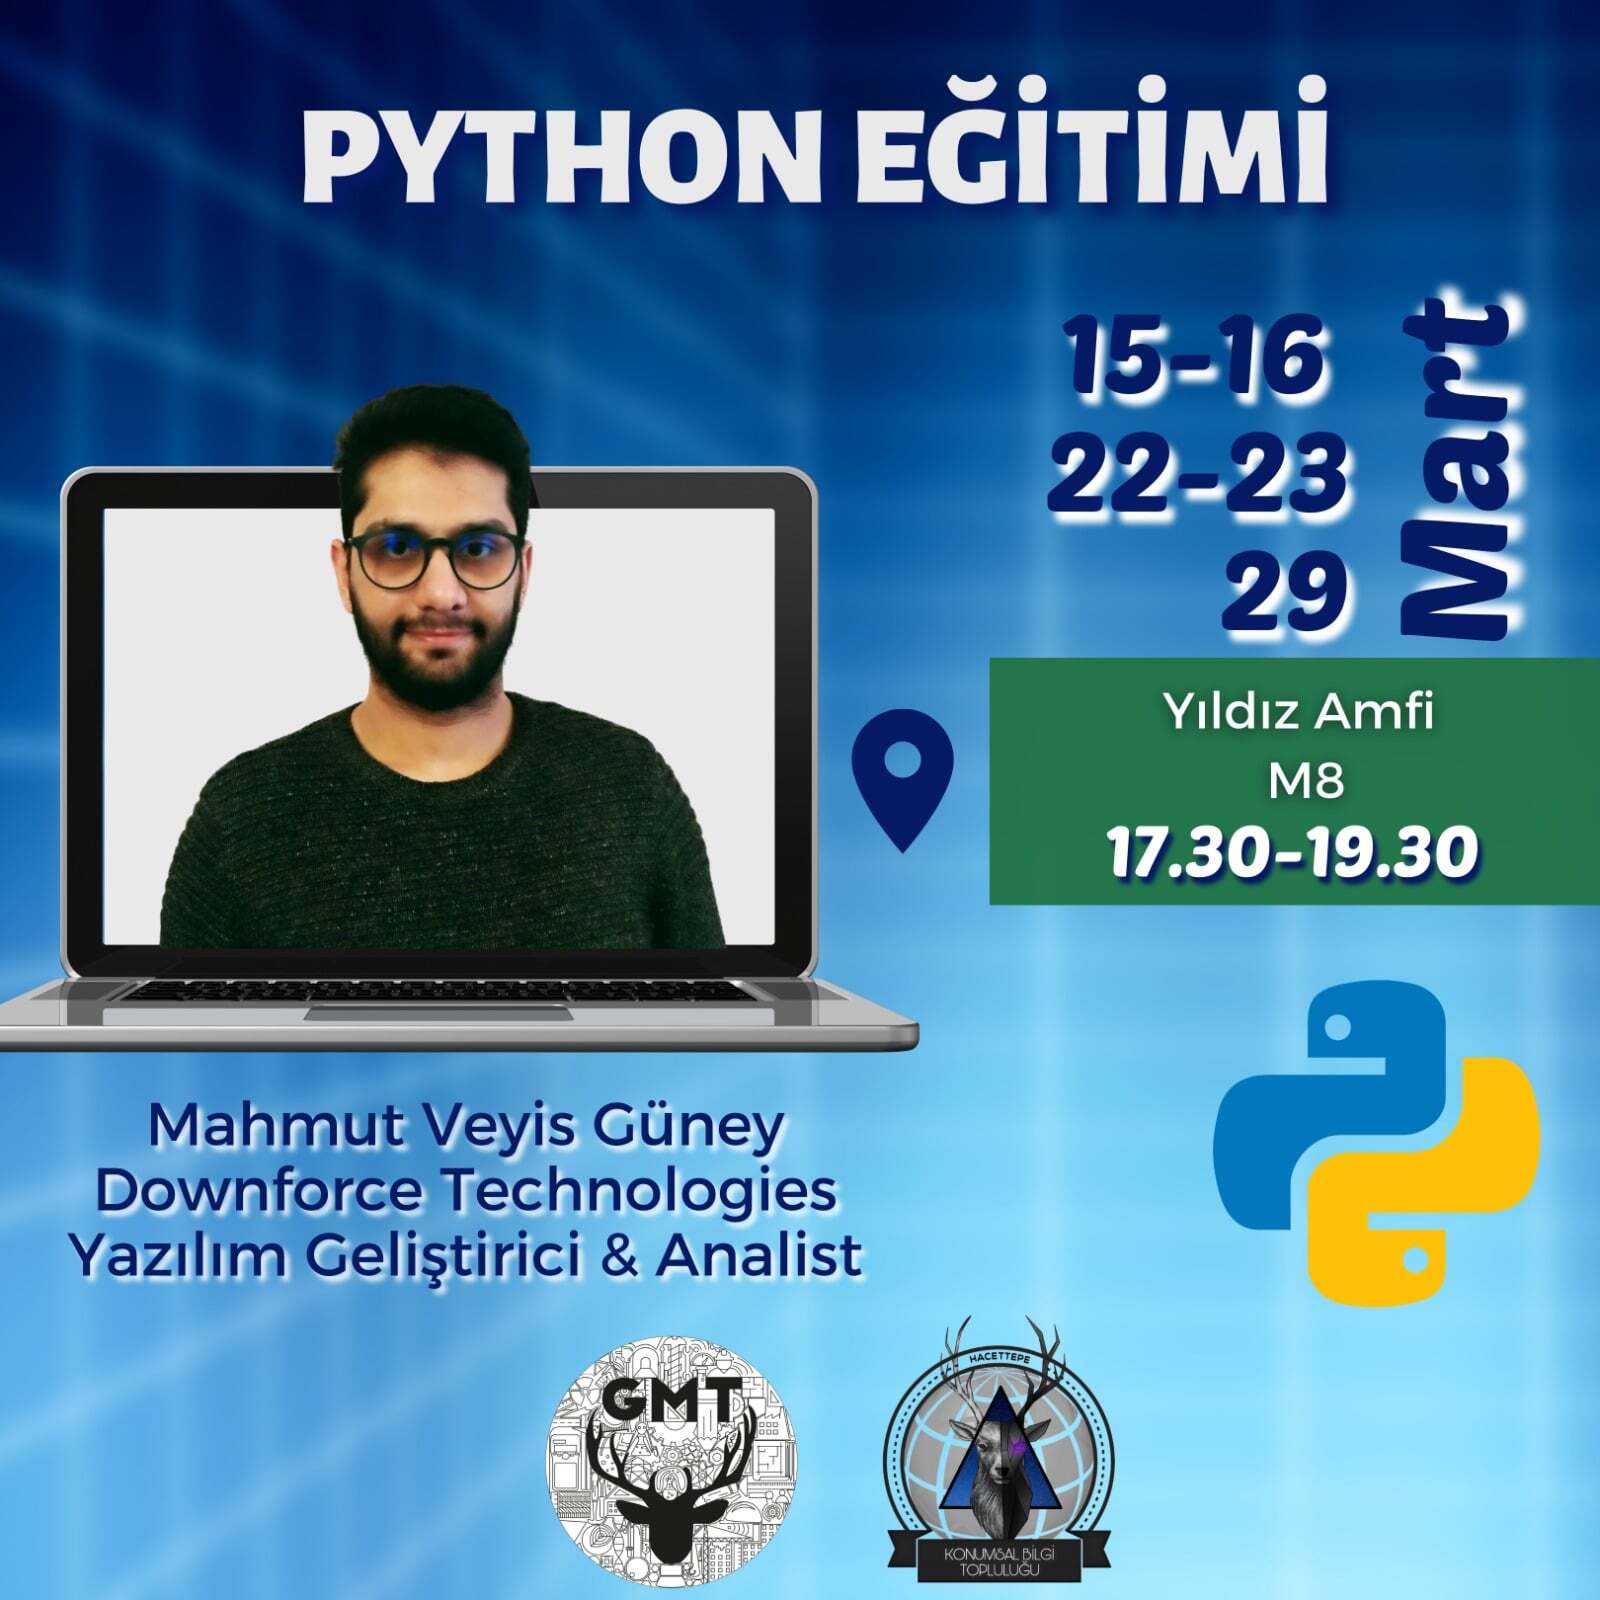 PYTHON EĞİTİMİ
15-16
22-23
29
Mart
Yıldız Amfi
M8
17.30-19.30
Mahmut Veyis Güney
Downforce Technologies
Yazılım Geliştirici & Analist
GMT
HACETTEPE
KONUMSAL BİLGİ
TOPLULUĞU